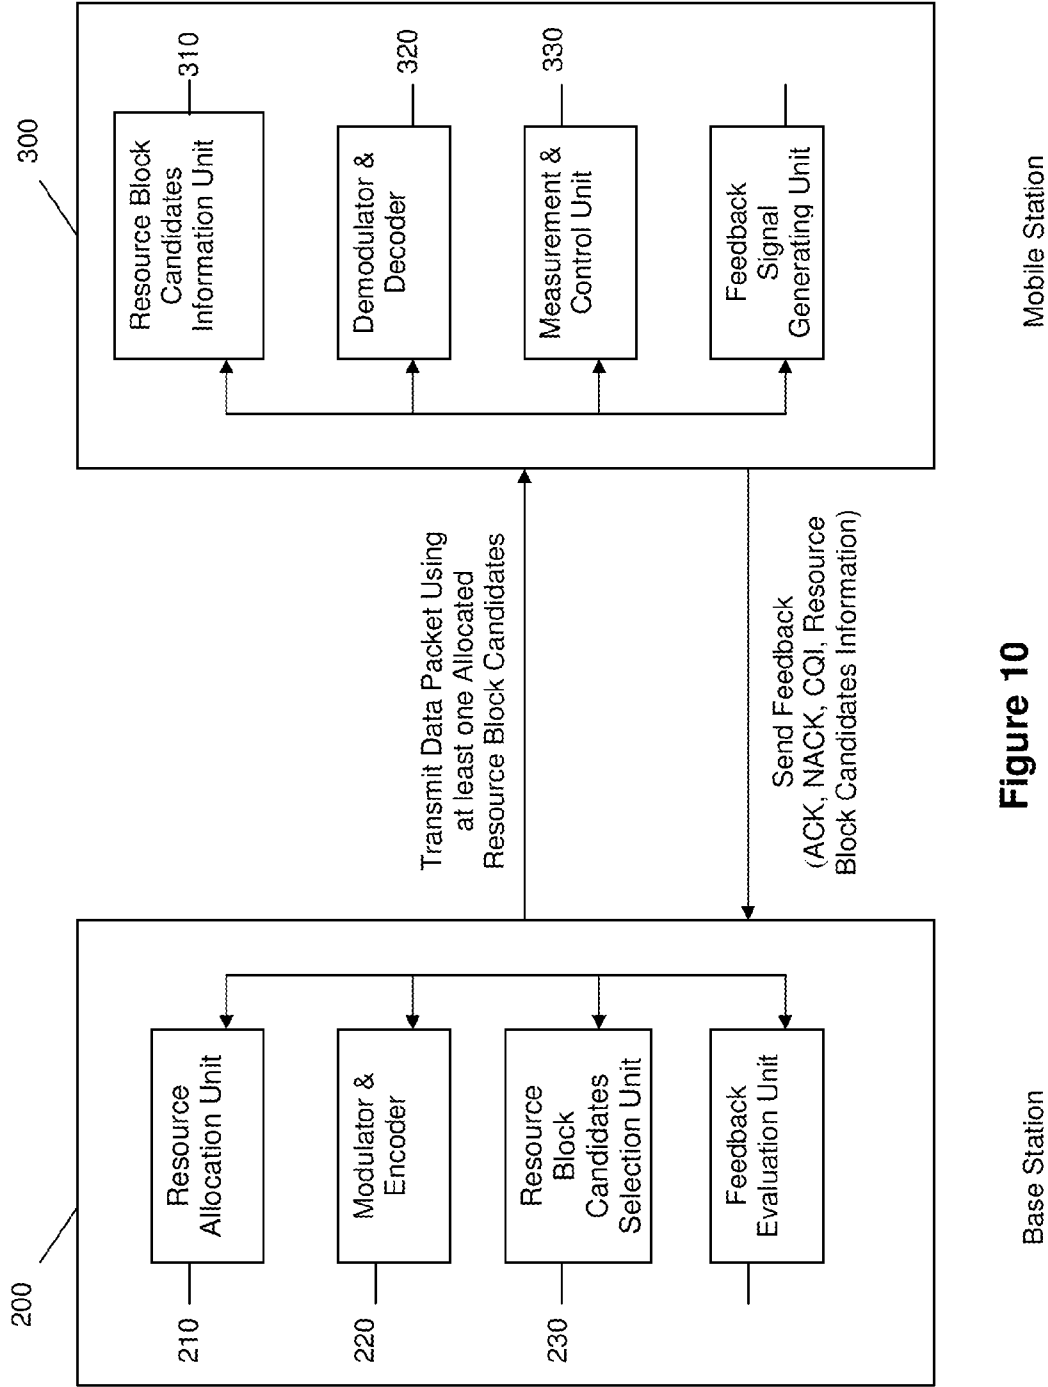 200
210
Resource
Allocation Unit
220
Modulator &
Encoder
230
Resource
Block
Candidates
Selection Unit
Feedback
Evaluation Unit
Base Station
Transmit Data Packet Using
at least one Allocated
Resource Block Candidates
Send Feedback
(ACK, NACK, CQI, Resource
Block Candidates Information)
300
Resource Block
Candidates
Information Unit
310
Demodulator &
Decoder
320
Measurement &
Control Unit
330
Feedback
Signal
Generating Unit
Mobile Station
Figure 10